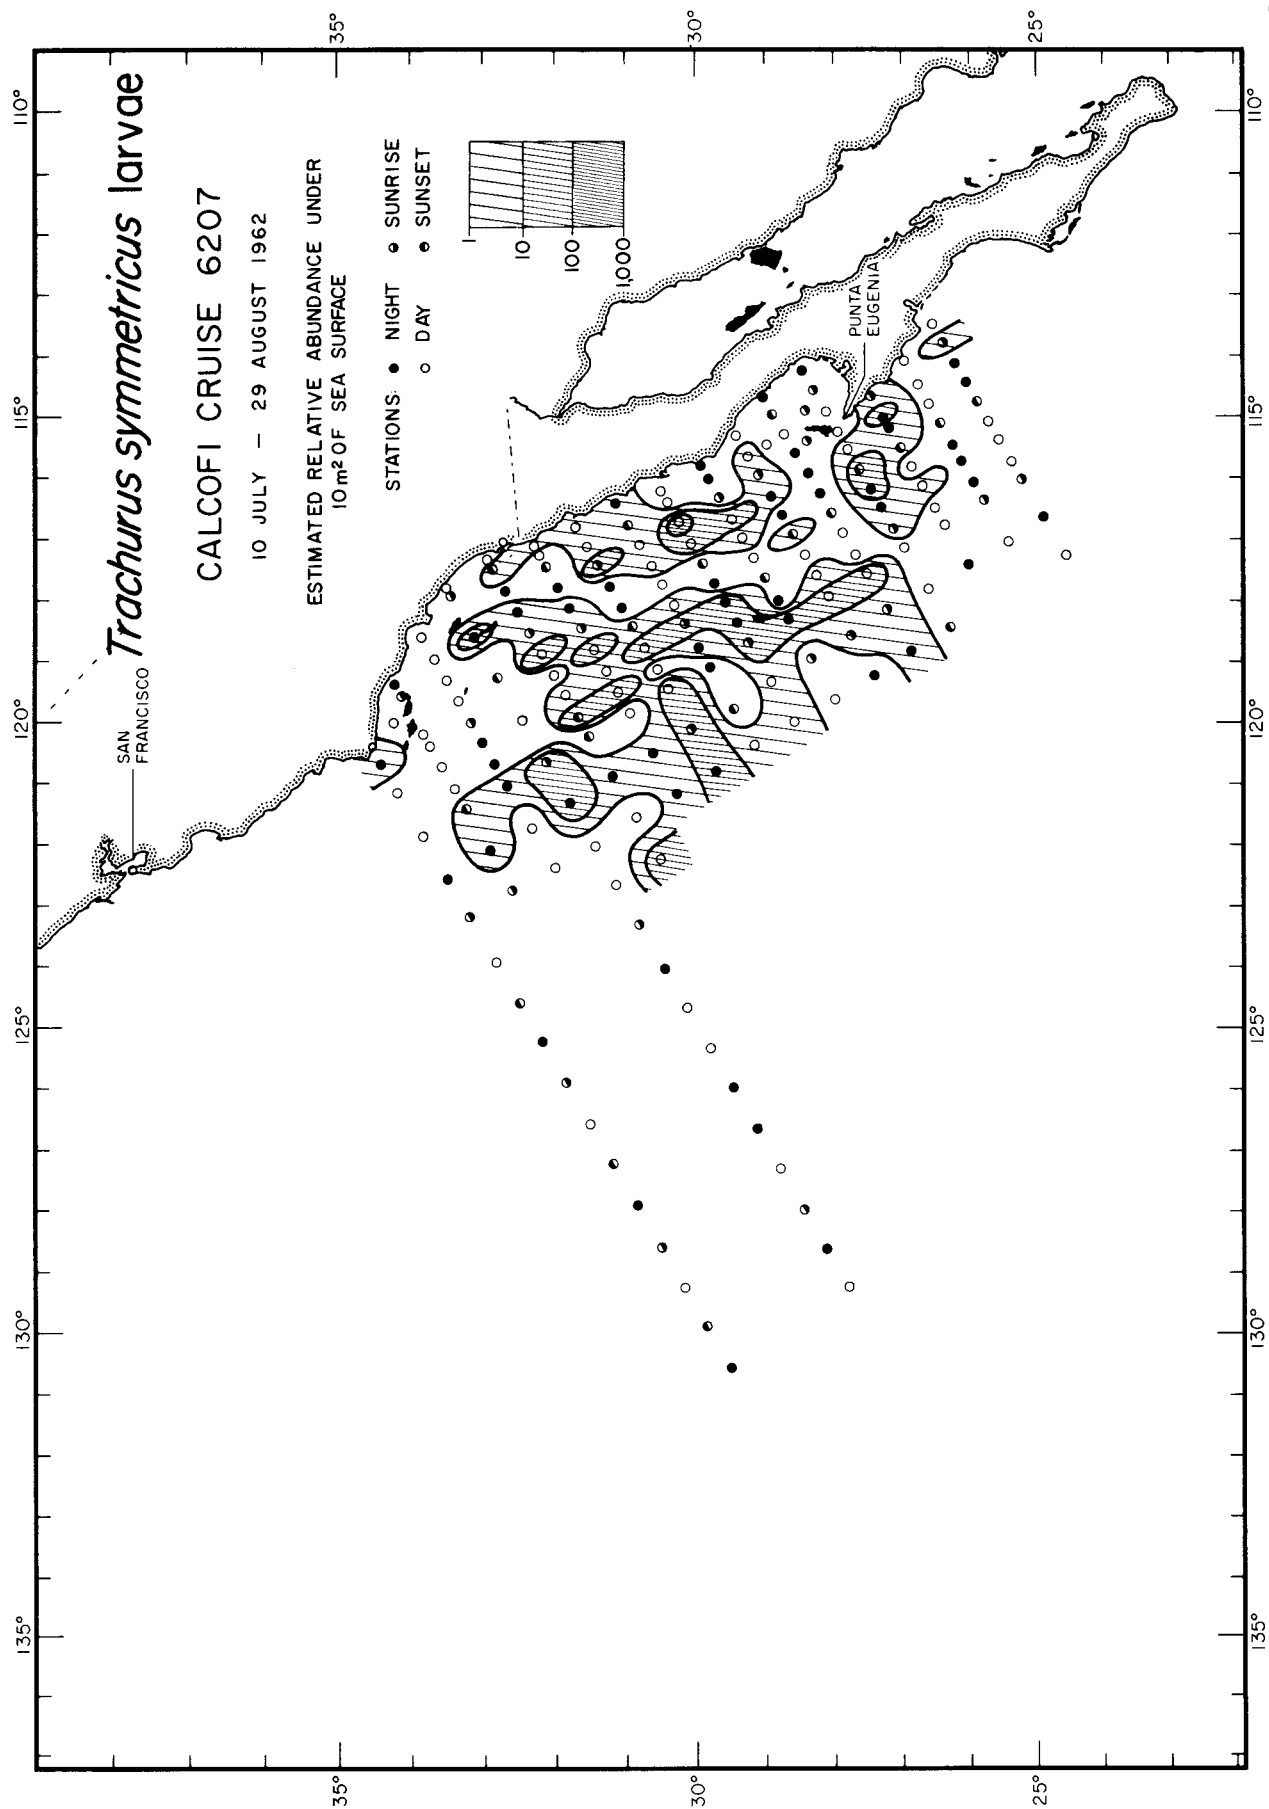 Trachurus symmetricus larvae
CALCOFI CRUISE 6207
10 JULY — 29 AUGUST 1962
ESTIMATED RELATIVE ABUNDANCE UNDER
10 m² OF SEA SURFACE
STATIONS: ● NIGHT ◕ SUNRISE
○ DAY ◕ SUNSET
1
10
100
1,000
SAN
FRANCISCO
PUNTA
EUGENIA
135°
130°
125°
120°
115°
110°
35°
30°
25°
35°
30°
25°
135°
130°
125°
120°
115°
110°